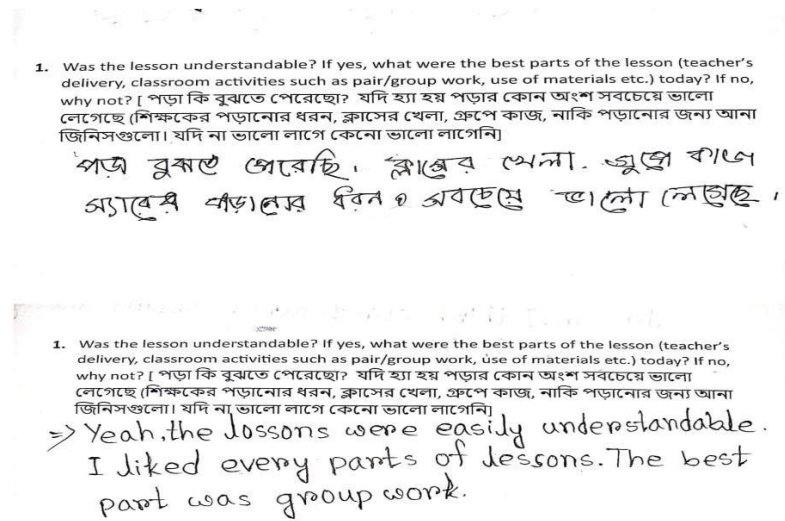 1. Was the lesson understandable? If yes, what were the best parts of the lesson (teacher's
delivery, classroom activities such as pair/group work, use of materials etc.) today? If no,
why not? [ পড়া কি বুঝতে পেরেছো? যদি হ্যা হয় পড়ার কোন অংশ সবচেয়ে ভালো
লেগেছে (শিক্ষকের পড়ানোর ধরন, ক্লাসের খেলা, গ্রুপে কাজ, নাকি পড়ানোর জন্য আনা
জিনিসগুলো। যদি না ভালো লাগে কেনো ভালো লাগেনি]
পড়া বুঝতে পেরেছি। ক্লাসের খেলা. গ্রুপে কাজ
স্যারের পড়ানোর ধরন ও সবচেয়ে ভালো লেগেছে।
1. Was the lesson understandable? If yes, what were the best parts of the lesson (teacher's
delivery, classroom activities such as pair/group work, use of materials etc.) today? If no,
why not? [ পড়া কি বুঝতে পেরেছো? যদি হ্যা হয় পড়ার কোন অংশ সবচেয়ে ভালো
লেগেছে (শিক্ষকের পড়ানোর ধরন, ক্লাসের খেলা, গ্রুপে কাজ, নাকি পড়ানোর জন্য আনা
জিনিসগুলো। যদি না ভালো লাগে কেনো ভালো লাগেনি]
=> Yeah, the lossons were easily understandable.
I liked every parts of lessons. The best
part was group work.